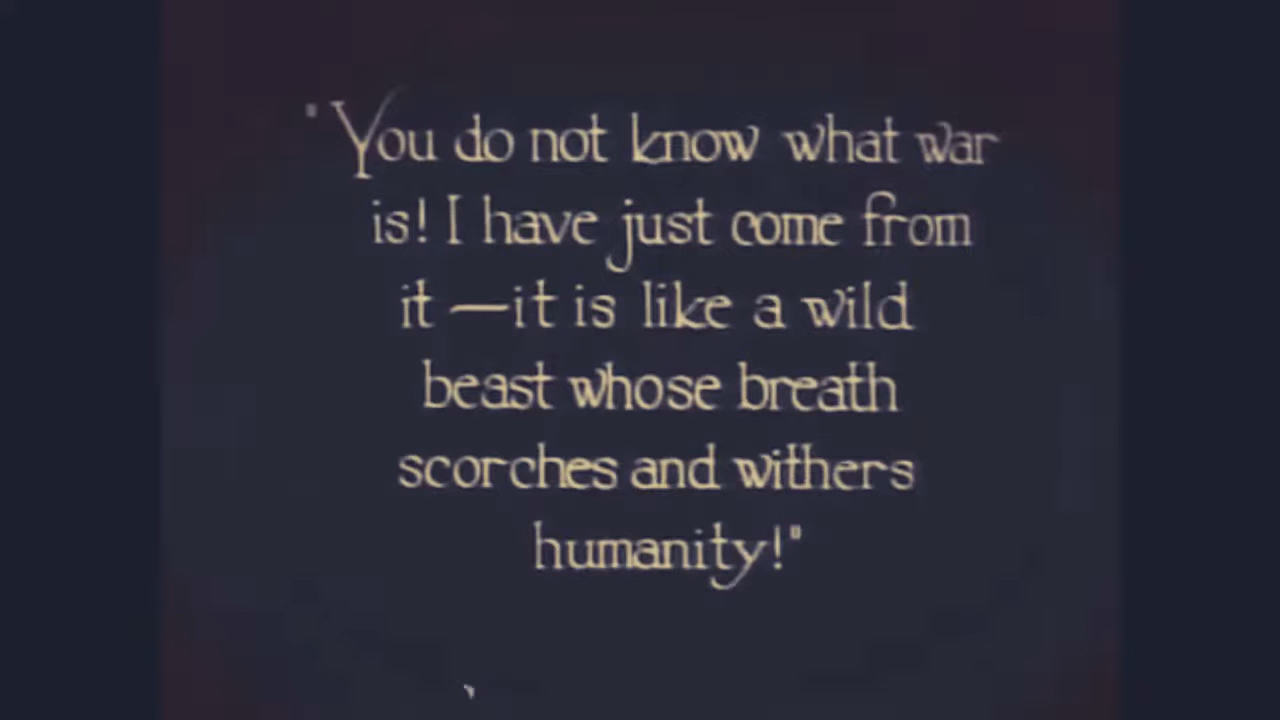 "You do not know what war
is! I have just come from
it—it is like a wild
beast whose breath
scorches and withers
humanity!"